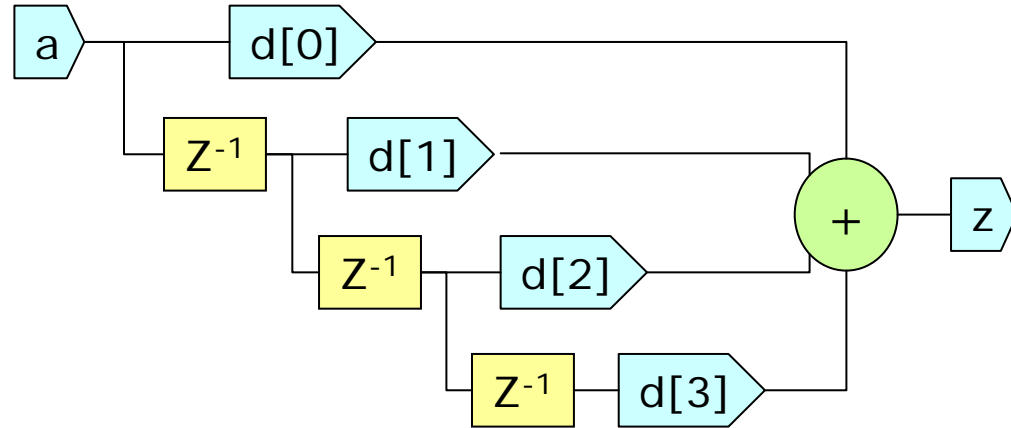 a
d[0]
Z⁻¹
d[1]
+
z
Z⁻¹
d[2]
Z⁻¹
d[3]